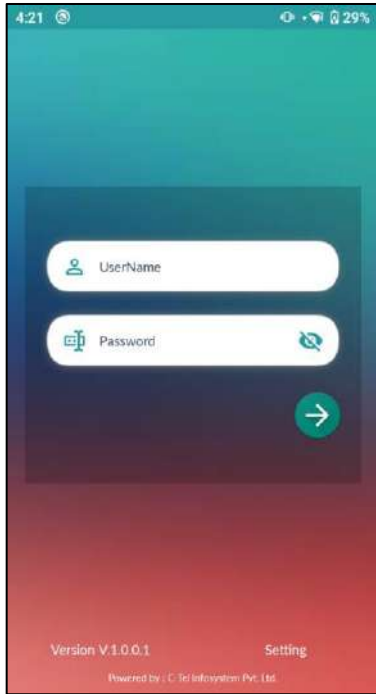 4:21 29%
UserName
Password
Version V.1.0.0.1 Setting
Powered by : C-Tel Infosystem Pvt. Ltd.